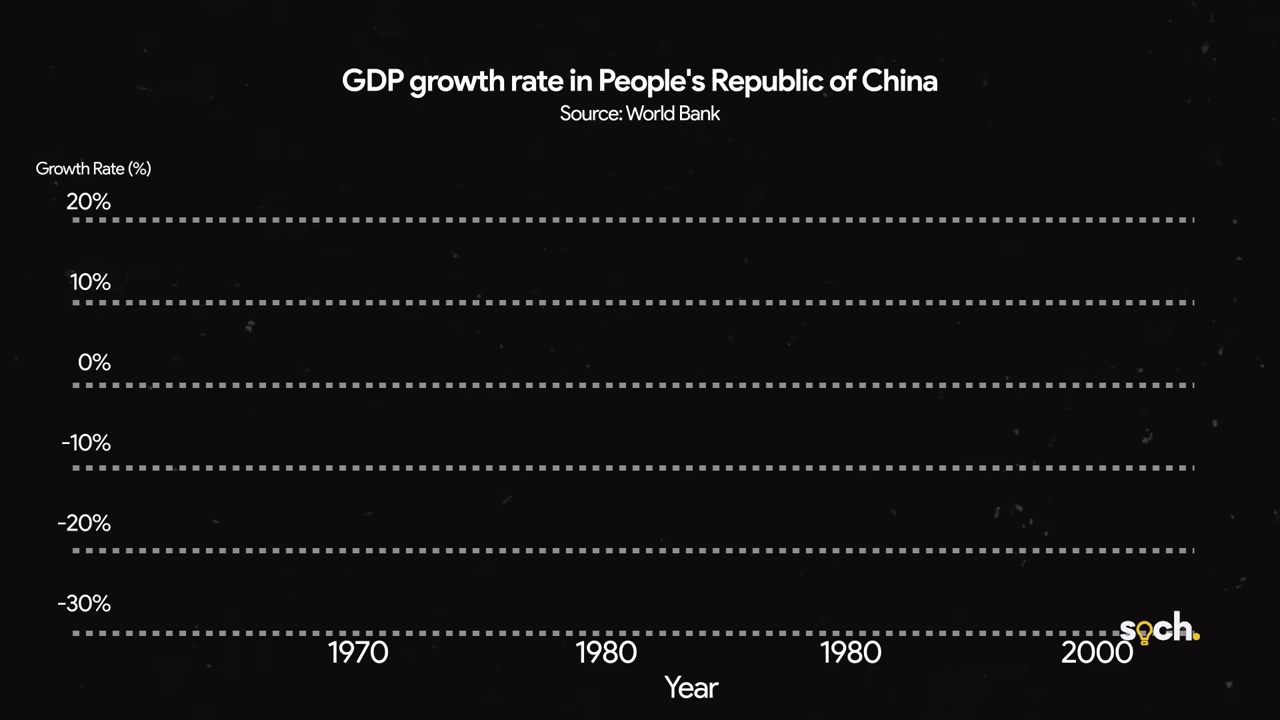 GDP growth rate in People's Republic of China
Source: World Bank
Growth Rate (%)
20%
10%
0%
-10%
-20%
-30%
soch.
1970 1980 1980 2000
Year